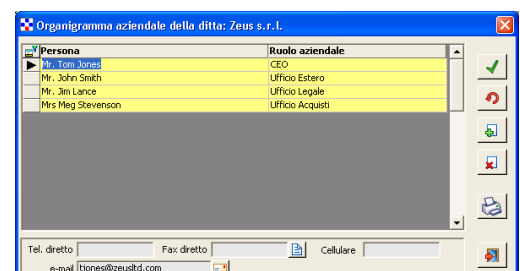 Organigramma aziendale della ditta: Zeus s.r.l.
Persona Ruolo aziendale
Mr. Tom Jones CEO
Mr. John Smith Ufficio Estero
Mr. Jim Lance Ufficio Legale
Mrs Meg Stevenson Ufficio Acquisti
Tel. diretto Fax diretto Cellulare
e-mail tjones@zeusltd.com